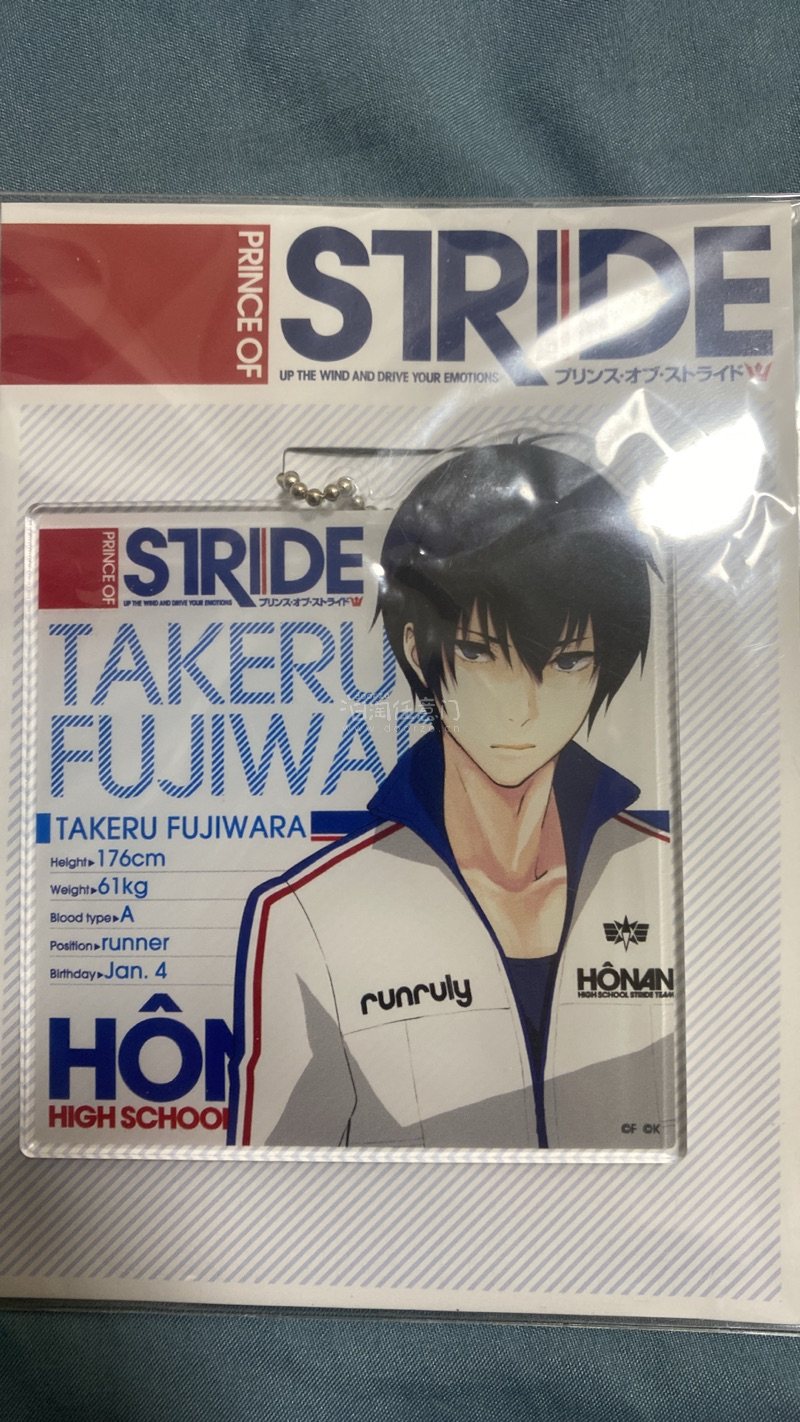 PRINCE OF
STRIDE
UP THE WIND AND DRIVE YOUR EMOTIONS
プリンス・オブ・ストライド
PRINCE OF
STRIDE
UP THE WIND AND DRIVE YOUR EMOTIONS
プリンス・オブ・ストライド
TAKERU
FUJIWAR
TAKERU FUJIWARA
Height▶176cm
Weight▶61kg
Blood type▶A
Position▶runner
Birthday▶Jan. 4
runruly
HÔNAN
HIGH SCHOOL STRIDE TEAM
HÔN
HIGH SCHOOL
©F ©K